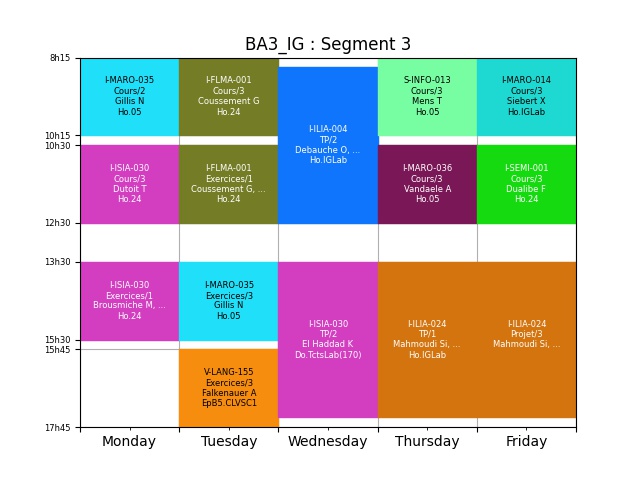 BA3_IG : Segment 3
8h15
10h15
10h30
12h30
13h30
15h30
15h45
17h45
I-MARO-035
Cours/2
Gillis N
Ho.05
I-FLMA-001
Cours/3
Coussement G
Ho.24
I-ILIA-004
TP/2
Debauche O, ...
Ho.IGLab
S-INFO-013
Cours/3
Mens T
Ho.05
I-MARO-014
Cours/3
Siebert X
Ho.IGLab
I-ISIA-030
Cours/3
Dutoit T
Ho.24
I-FLMA-001
Exercices/1
Coussement G, ...
Ho.24
I-MARO-036
Cours/3
Vandaele A
Ho.05
I-SEMI-001
Cours/3
Dualibe F
Ho.24
I-ISIA-030
Exercices/1
Brousmiche M, ...
Ho.24
I-MARO-035
Exercices/3
Gillis N
Ho.05
I-ISIA-030
TP/2
El Haddad K
Do.TctsLab(170)
I-ILIA-024
TP/1
Mahmoudi Si, ...
Ho.IGLab
I-ILIA-024
Projet/3
Mahmoudi Si, ...
V-LANG-155
Exercices/3
Falkenauer A
EpB5.CLVSC1
Monday
Tuesday
Wednesday
Thursday
Friday